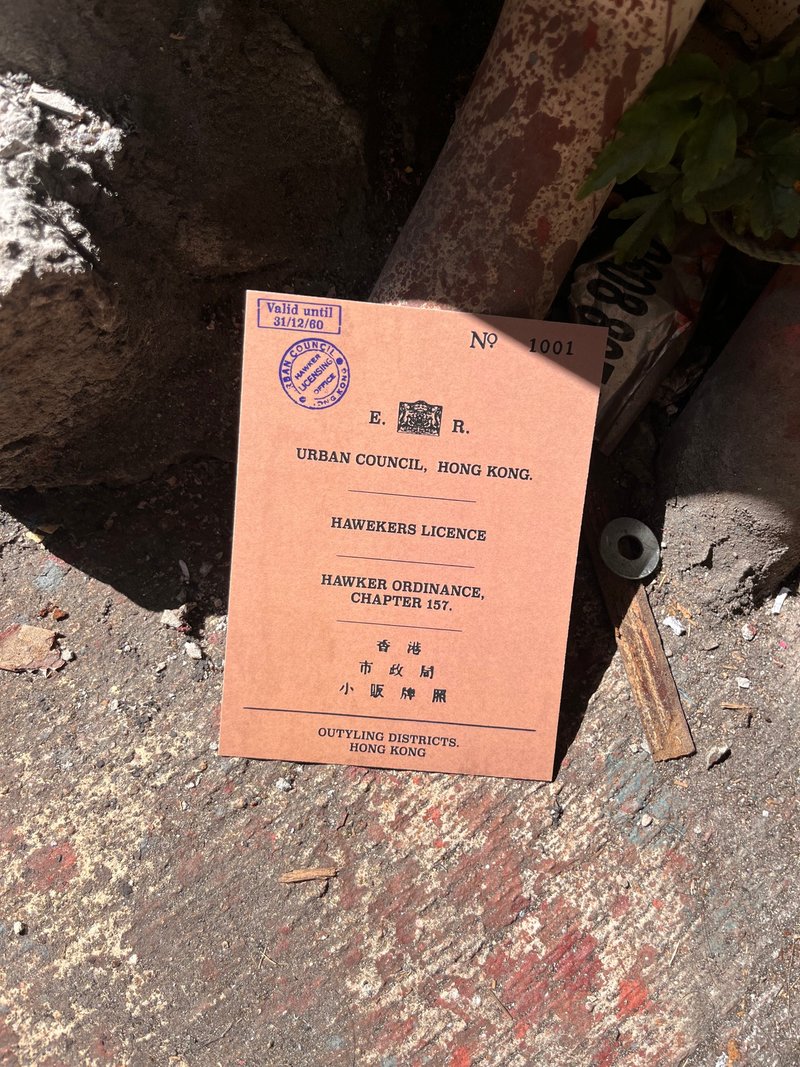 Valid until
31/12/60
URBAN COUNCIL
HAWKER
LICENSING
OFFICE
HONG KONG
Nº 1001
E. R.
URBAN COUNCIL, HONG KONG.
HAWEKERS LICENCE
HAWKER ORDINANCE,
CHAPTER 157.
香港
市政局
小販牌照
OUTYLING DISTRICTS.
HONG KONG